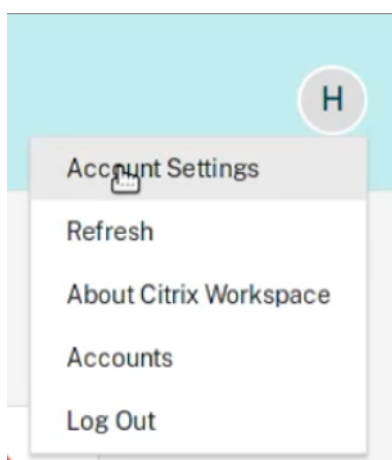 H
Account Settings
Refresh
About Citrix Workspace
Accounts
Log Out